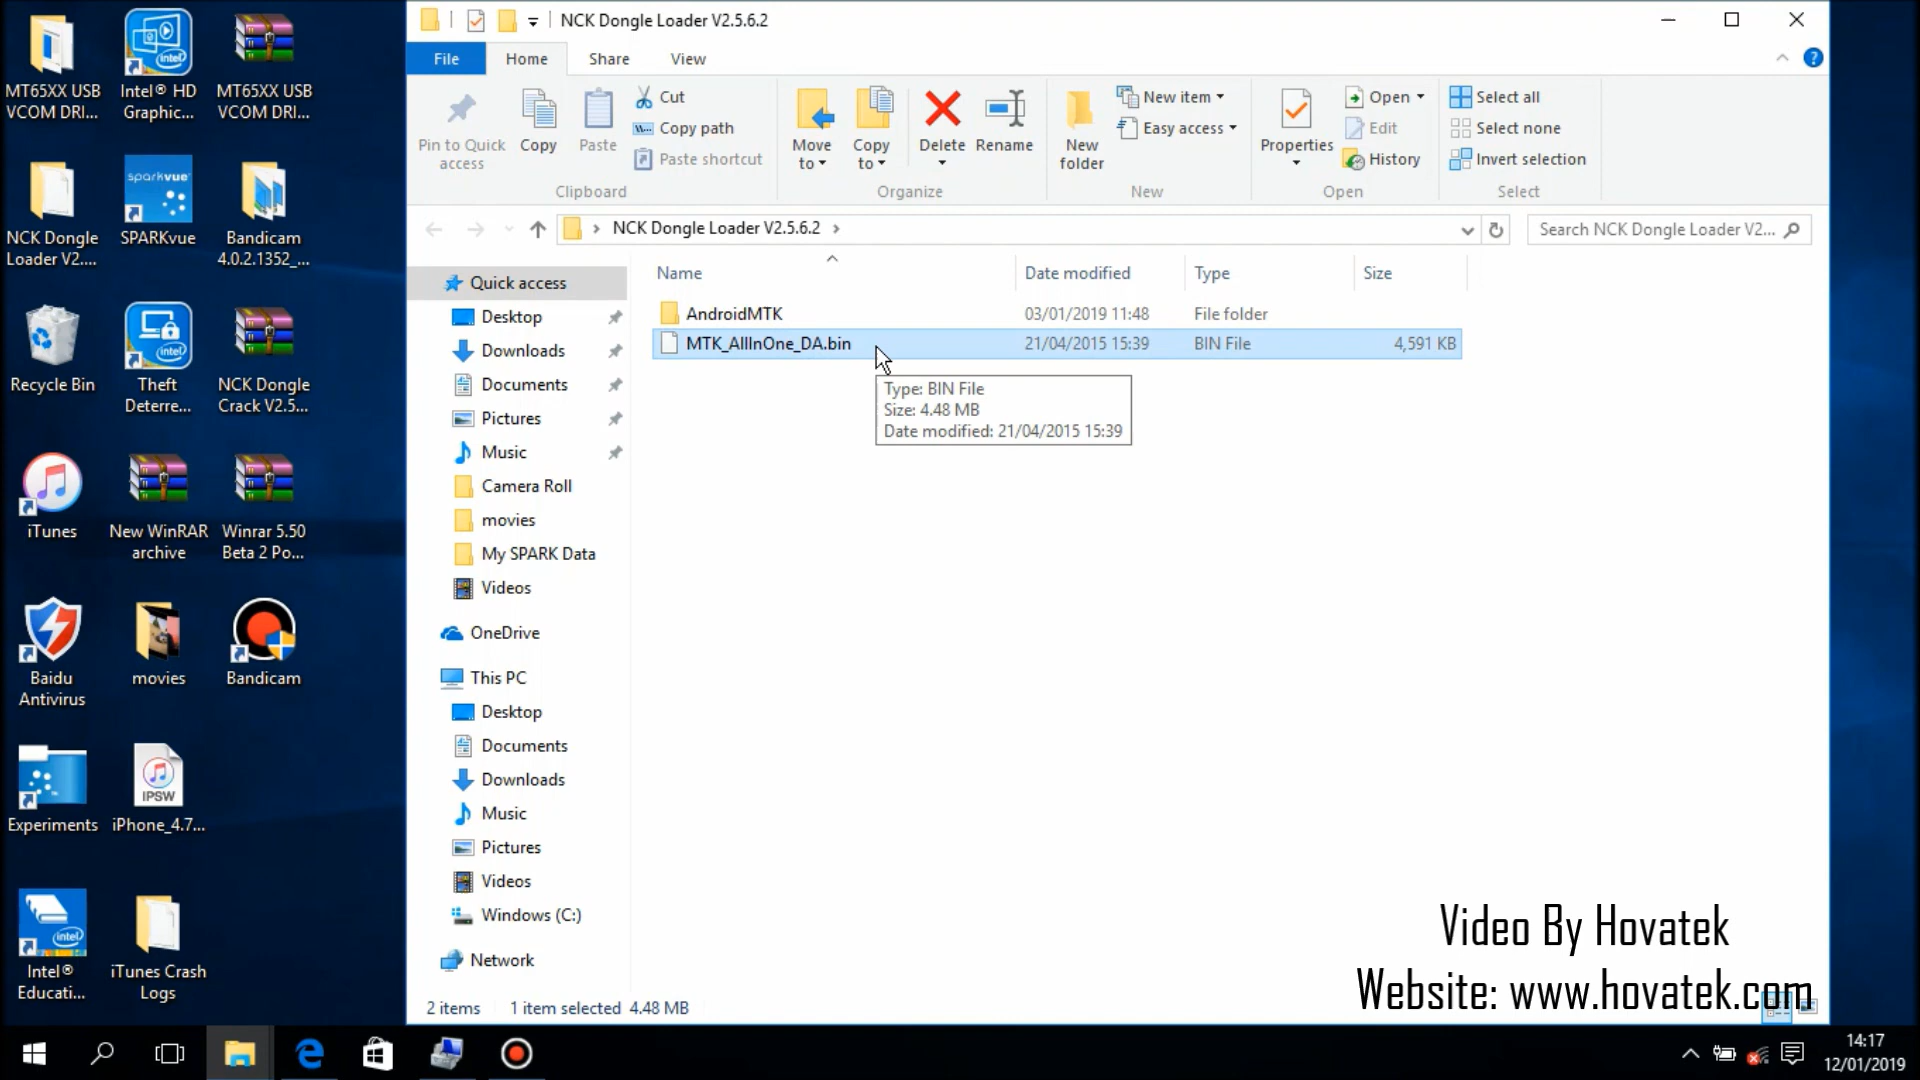 MT65XX USB
VCOM DRI...
Intel® HD
Graphic...
MT65XX USB
VCOM DRI...
NCK Dongle
Loader V2....
sparkvue
SPARKvue
Bandicam
4.0.2.1352_...
Recycle Bin
intel
Theft
Deterre...
NCK Dongle
Crack V2.5...
iTunes
New WinRAR
archive
Winrar 5.50
Beta 2 Po...
Baidu
Antivirus
movies
Bandicam
Experiments
IPSW
iPhone_4.7...
intel
Intel®
Educati...
iTunes Crash
Logs
NCK Dongle Loader V2.5.6.2
File
Home
Share
View
Pin to Quick
access
Copy
Paste
Cut
Copy path
Paste shortcut
Clipboard
Move
to
Copy
to
Delete
Rename
Organize
New
folder
New item
Easy access
New
Properties
Open
Edit
History
Open
Select all
Select none
Invert selection
Select
NCK Dongle Loader V2.5.6.2
Search NCK Dongle Loader V2...
Name
Date modified
Type
Size
AndroidMTK
03/01/2019 11:48
File folder
MTK_AllInOne_DA.bin
21/04/2015 15:39
BIN File
4,591 KB
Type: BIN File
Size: 4.48 MB
Date modified: 21/04/2015 15:39
Quick access
Desktop
Downloads
Documents
Pictures
Music
Camera Roll
movies
My SPARK Data
Videos
OneDrive
This PC
Desktop
Documents
Downloads
Music
Pictures
Videos
Windows (C:)
Network
2 items
1 item selected 4.48 MB
Video By Hovatek
Website: www.hovatek.com
14:17
12/01/2019